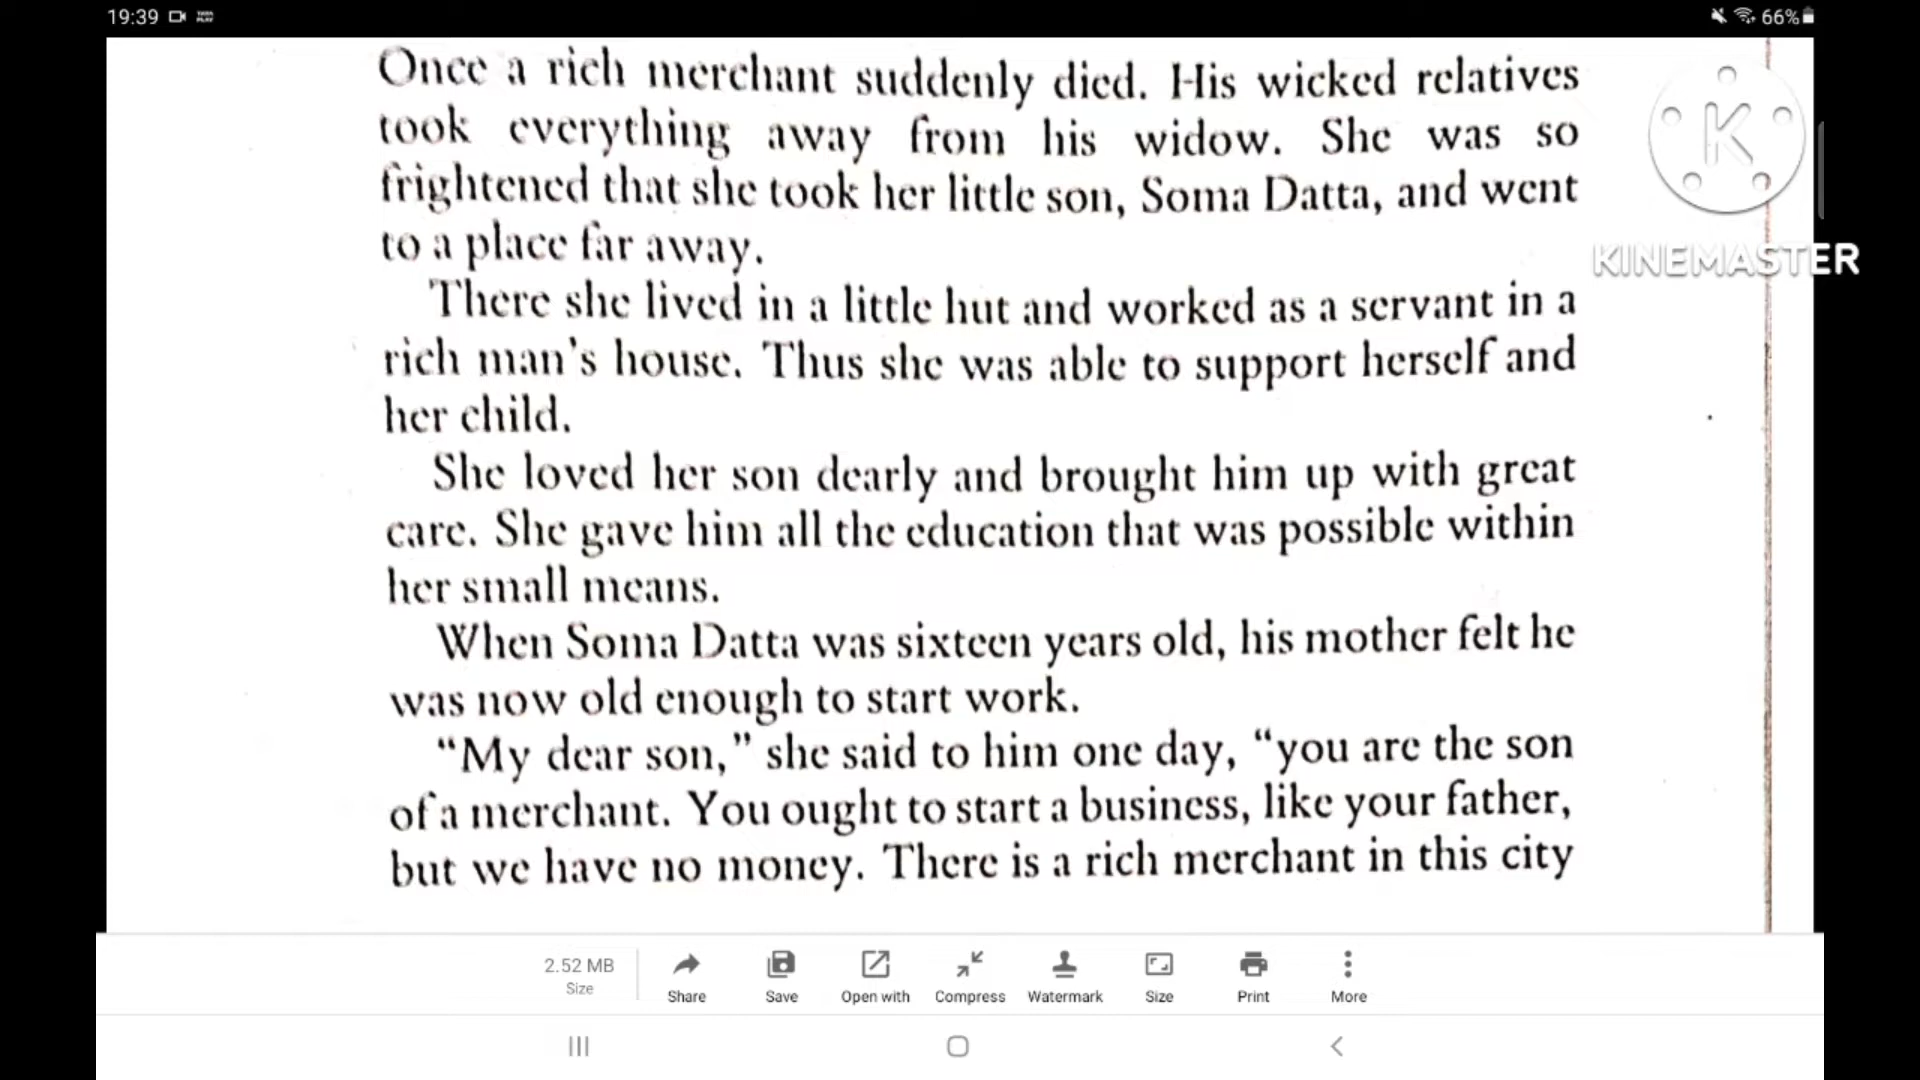 19:39
66%
Once a rich merchant suddenly died. His wicked relatives
took everything away from his widow. She was so
frightened that she took her little son, Soma Datta, and went
to a place far away.
There she lived in a little hut and worked as a servant in a
rich man's house. Thus she was able to support herself and
her child.
She loved her son dearly and brought him up with great
care. She gave him all the education that was possible within
her small means.
When Soma Datta was sixteen years old, his mother felt he
was now old enough to start work.
“My dear son,” she said to him one day, “you are the son
of a merchant. You ought to start a business, like your father,
but we have no money. There is a rich merchant in this city
K
KINEMASTER
2.52 MB
Size
Share
Save
Open with
Compress
Watermark
Size
Print
More